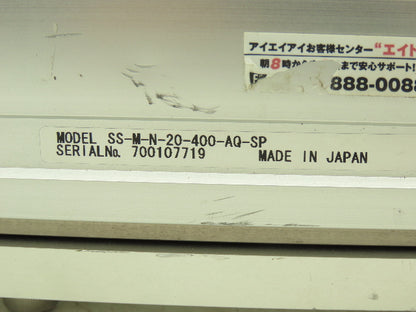 アイエイアイお客様センター "エイト
朝8時から まで安心サポート!
888-008
MODEL SS-M-N-20-400-AQ-SP
SERIALNo. 700107719 MADE IN JAPAN